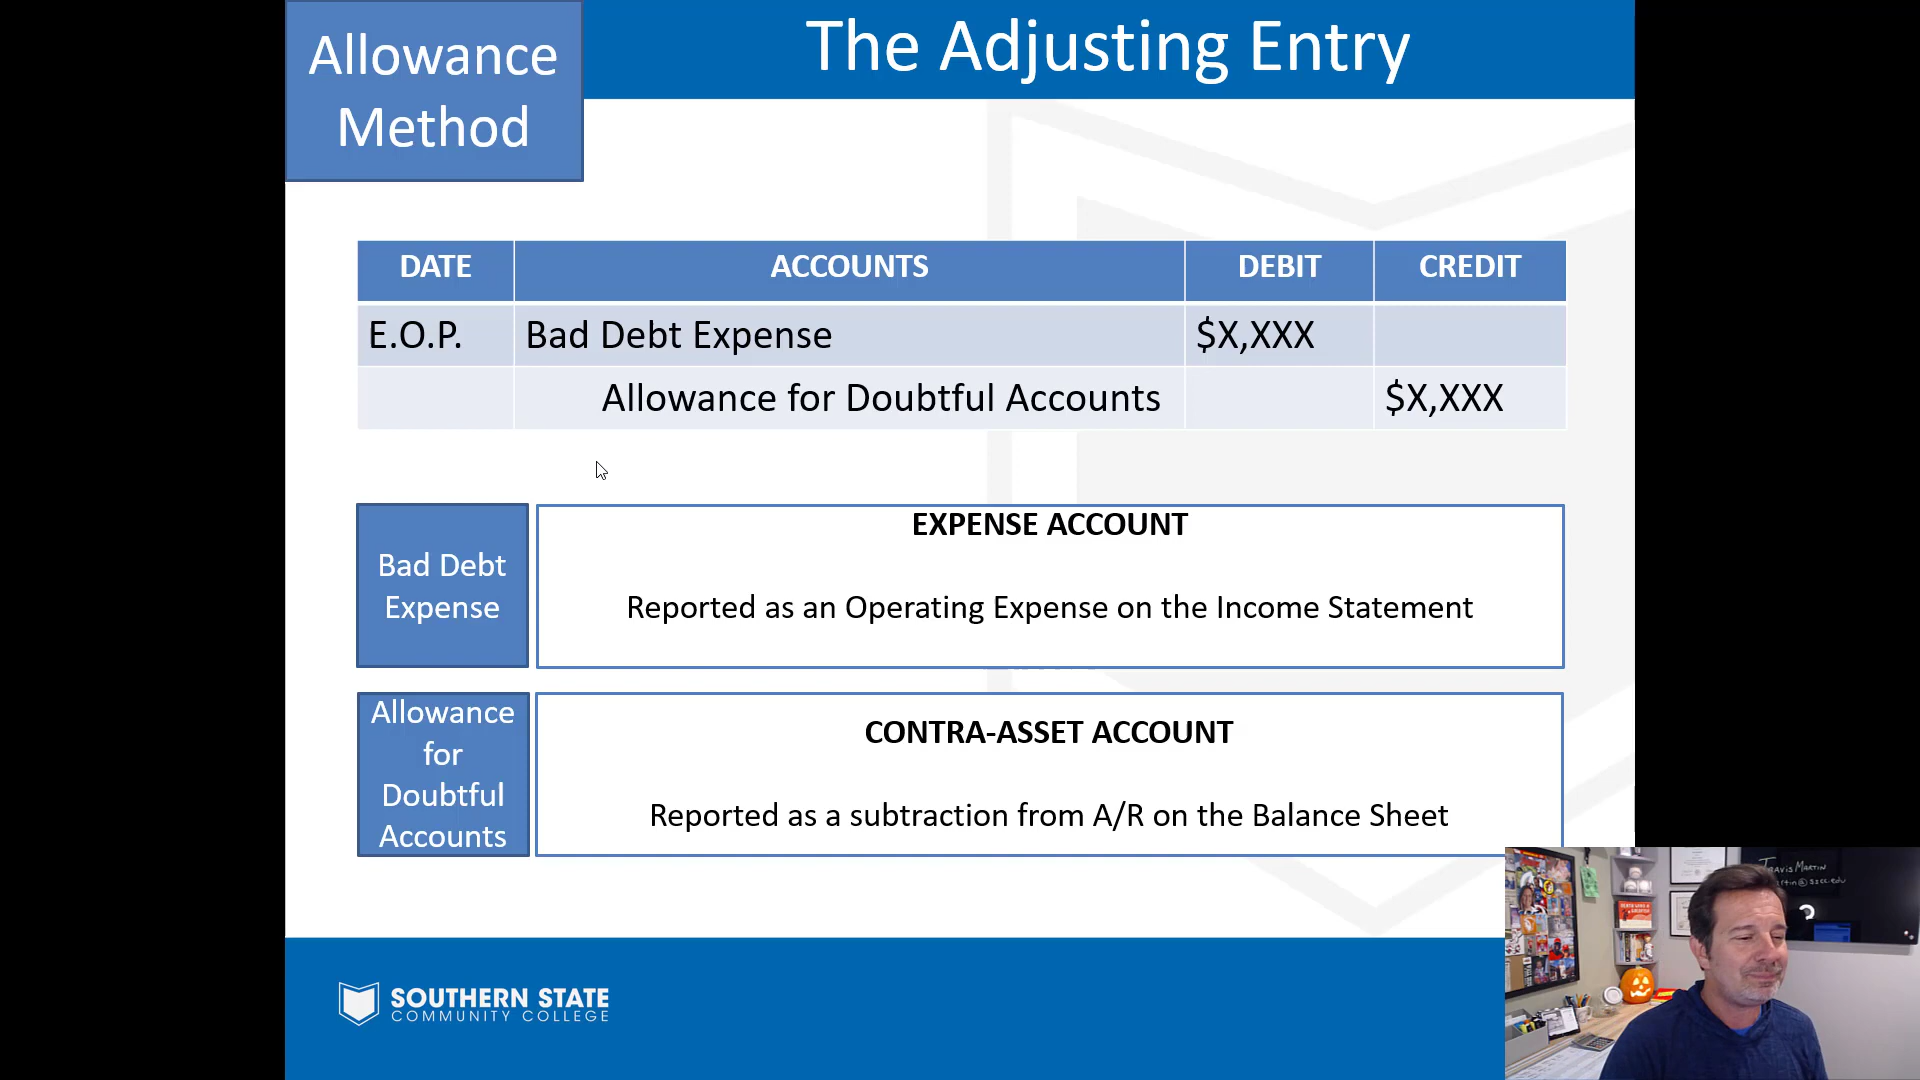 Allowance
Method
The Adjusting Entry
DATE ACCOUNTS DEBIT CREDIT
E.O.P. Bad Debt Expense $X,XXX
Allowance for Doubtful Accounts $X,XXX
Bad Debt
Expense
EXPENSE ACCOUNT
Reported as an Operating Expense on the Income Statement
Allowance
for
Doubtful
Accounts
CONTRA-ASSET ACCOUNT
Reported as a subtraction from A/R on the Balance Sheet
SOUTHERN STATE
COMMUNITY COLLEGE
Travis Martin